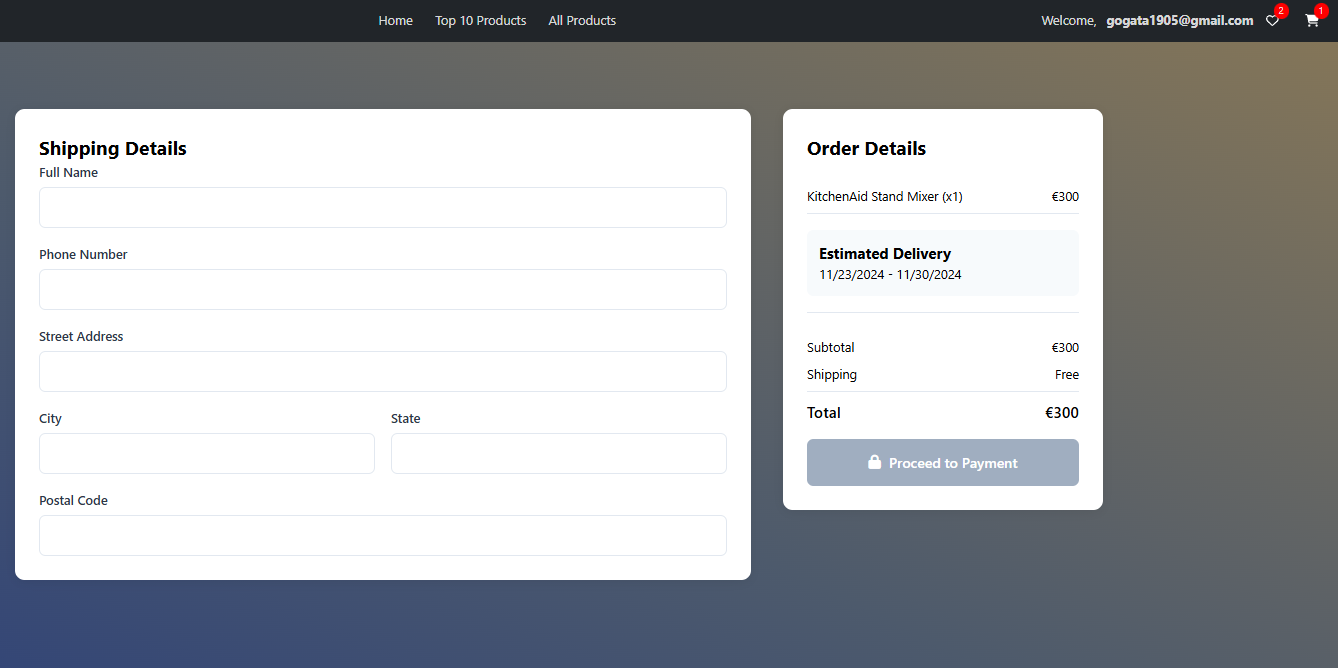 Home Top 10 Products All Products Welcome, gogata1905@gmail.com 2 1
Shipping Details
Full Name
Phone Number
Street Address
City State
Postal Code
Order Details
KitchenAid Stand Mixer (x1) €300
Estimated Delivery
11/23/2024 - 11/30/2024
Subtotal €300
Shipping Free
Total €300
Proceed to Payment